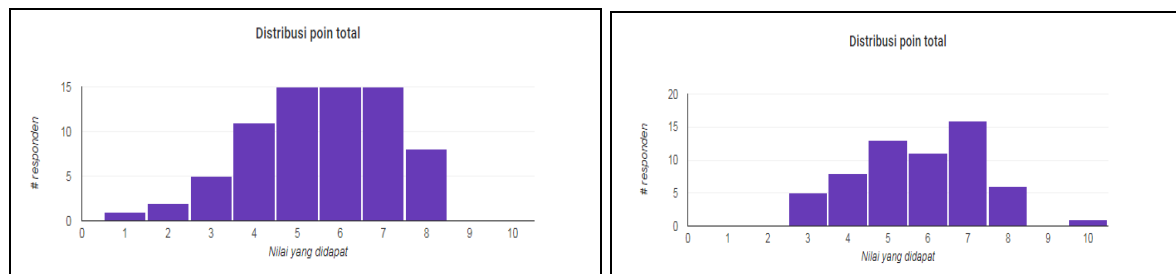 Distribusi poin total
# responden
15
10
5
0
0 1 2 3 4 5 6 7 8 9 10
Nilai yang didapat
Distribusi poin total
# responden
20
15
10
5
0
0 1 2 3 4 5 6 7 8 9 10
Nilai yang didapat